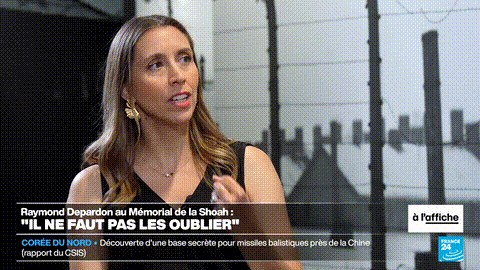 Raymond Depardon au Mémorial de la Shoah :
"IL NE FAUT PAS LES OUBLIER"
à l'affiche
CORÉE DU NORD • Découverte d'une base secrète pour missiles balistiques près de la Chine
(rapport du CSIS)
FRANCE
24